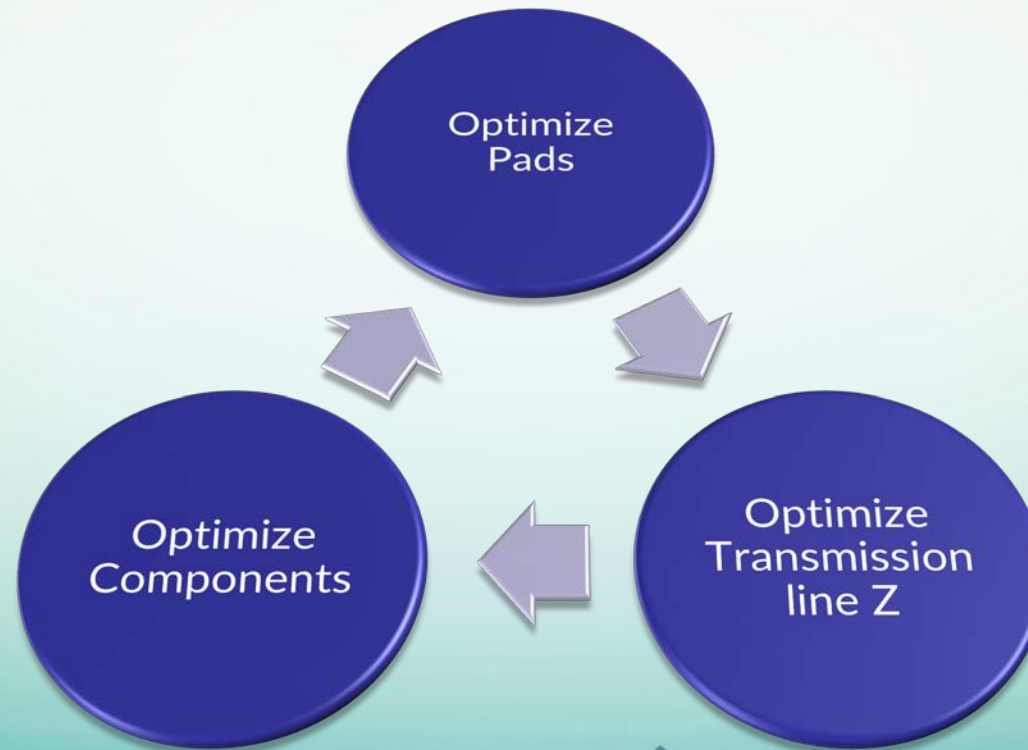 Optimize
Pads
Optimize
Transmission
line Z
Optimize
Components